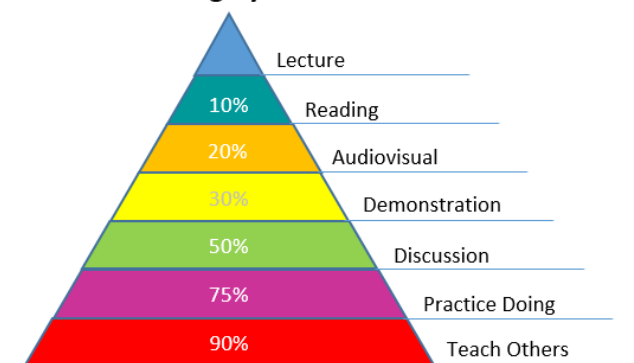 Lecture
10% Reading
20% Audiovisual
30% Demonstration
50% Discussion
75% Practice Doing
90% Teach Others